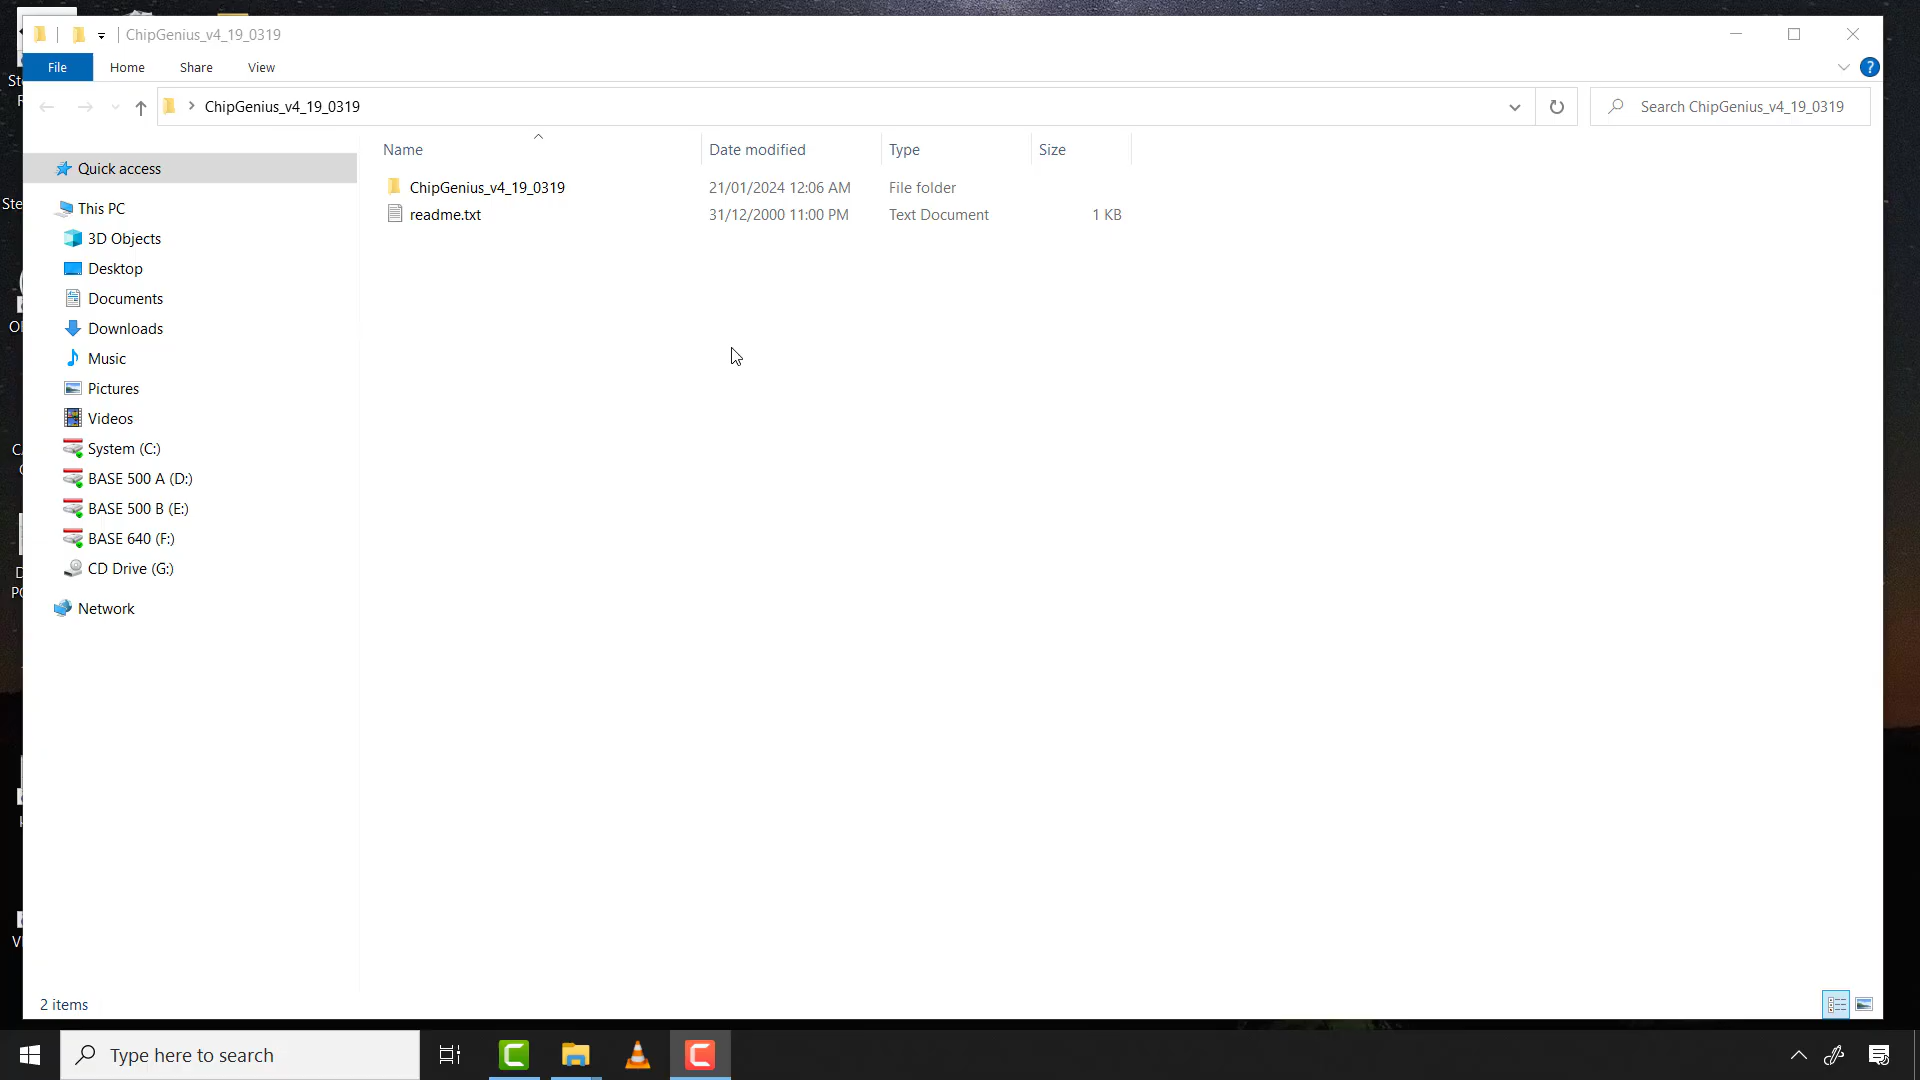 ChipGenius_v4_19_0319
File Home Share View
ChipGenius_v4_19_0319
Search ChipGenius_v4_19_0319
Name Date modified Type Size
ChipGenius_v4_19_0319 21/01/2024 12:06 AM File folder
readme.txt 31/12/2000 11:00 PM Text Document 1 KB
Quick access
This PC
3D Objects
Desktop
Documents
Downloads
Music
Pictures
Videos
System (C:)
BASE 500 A (D:)
BASE 500 B (E:)
BASE 640 (F:)
CD Drive (G:)
Network
2 items
Type here to search